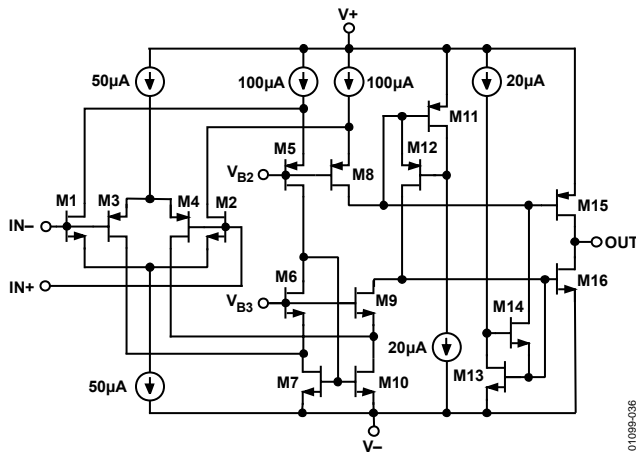 V+
50µA
100µA
100µA
20µA
M11
M5
M12
VB2
M8
M1
M3
M4
M2
M15
IN–
OUT
M6
M16
IN+
VB3
M9
M14
20µA
M13
50µA
M7
M10
V–
01099-036